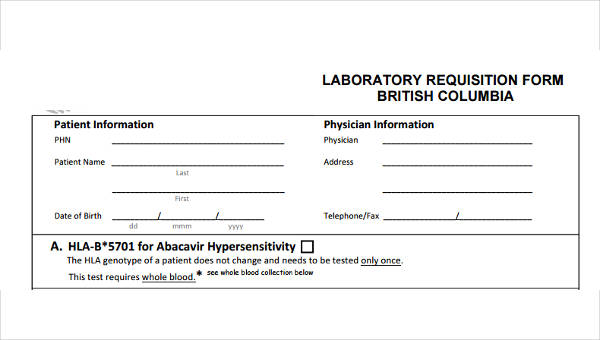 LABORATORY REQUISITION FORM
BRITISH COLUMBIA
Patient Information Physician Information
PHN Physician
Patient Name Address
Last
First
Date of Birth / / Telephone/Fax /
dd mmm yyyy
A. HLA-B*5701 for Abacavir Hypersensitivity
The HLA genotype of a patient does not change and needs to be tested only once.
This test requires whole blood.* see whole blood collection below